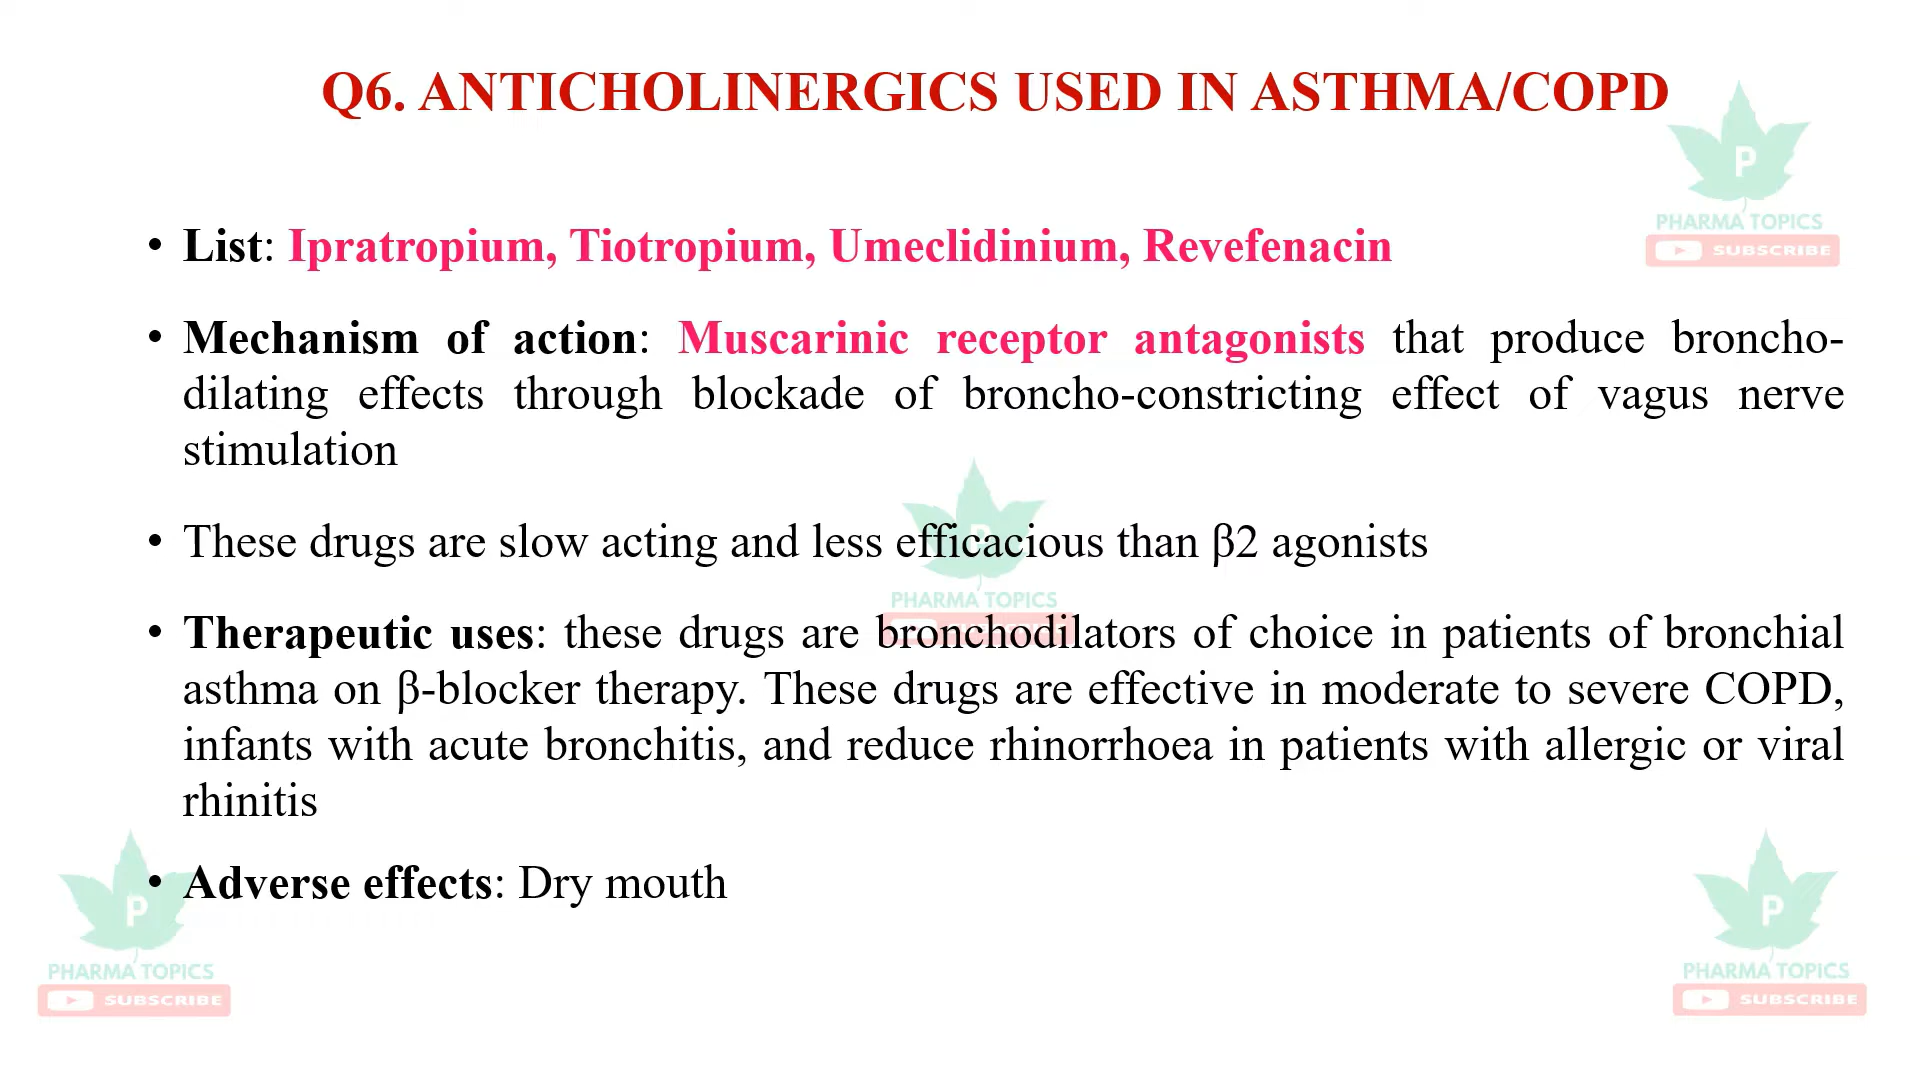 Q6. ANTICHOLINERGICS USED IN ASTHMA/COPD
P
PHARMA TOPICS
SUBSCRIBE
• List: Ipratropium, Tiotropium, Umeclidinium, Revefenacin
• Mechanism of action: Muscarinic receptor antagonists that produce broncho-
dilating effects through blockade of broncho-constricting effect of vagus nerve
stimulation
• These drugs are slow acting and less efficacious than β2 agonists
P
PHARMA TOPICS
• Therapeutic uses: these drugs are bronchodilators of choice in patients of bronchial
asthma on β-blocker therapy. These drugs are effective in moderate to severe COPD,
infants with acute bronchitis, and reduce rhinorrhoea in patients with allergic or viral
rhinitis
• Adverse effects: Dry mouth
P
PHARMA TOPICS
SUBSCRIBE
P
PHARMA TOPICS
SUBSCRIBE